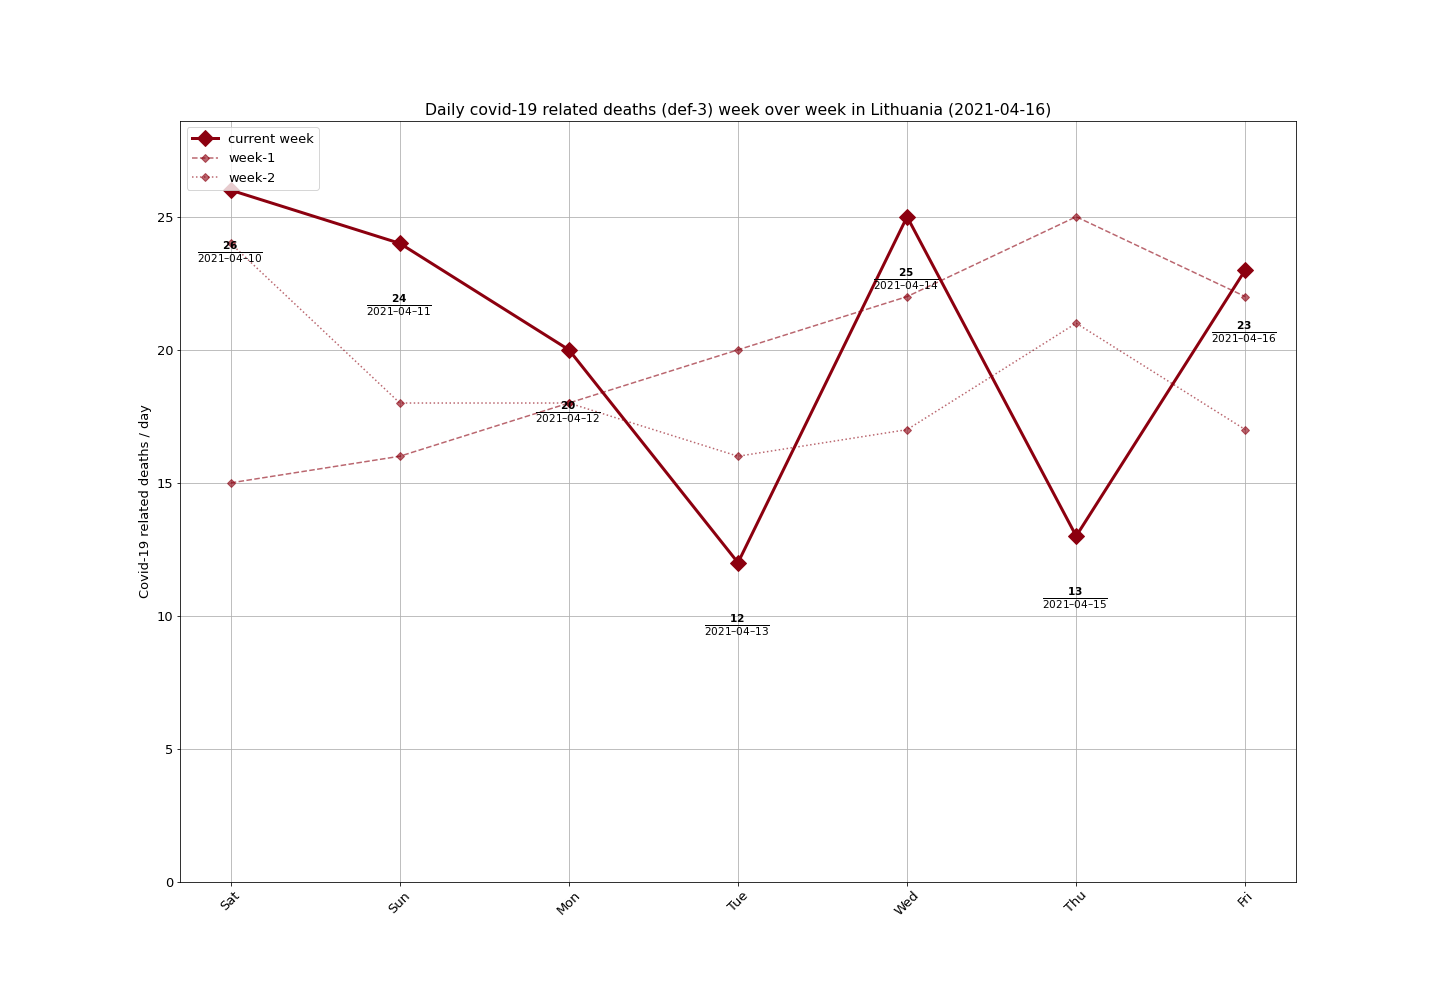 Daily covid-19 related deaths (def-3) week over week in Lithuania (2021-04-16)
current week
week-1
week-2
Covid-19 related deaths / day
25
20
15
10
5
0
26
2021-04-10
24
2021-04-11
20
2021-04-12
12
2021-04-13
25
2021-04-14
13
2021-04-15
23
2021-04-16
Sat
Sun
Mon
Tue
Wed
Thu
Fri